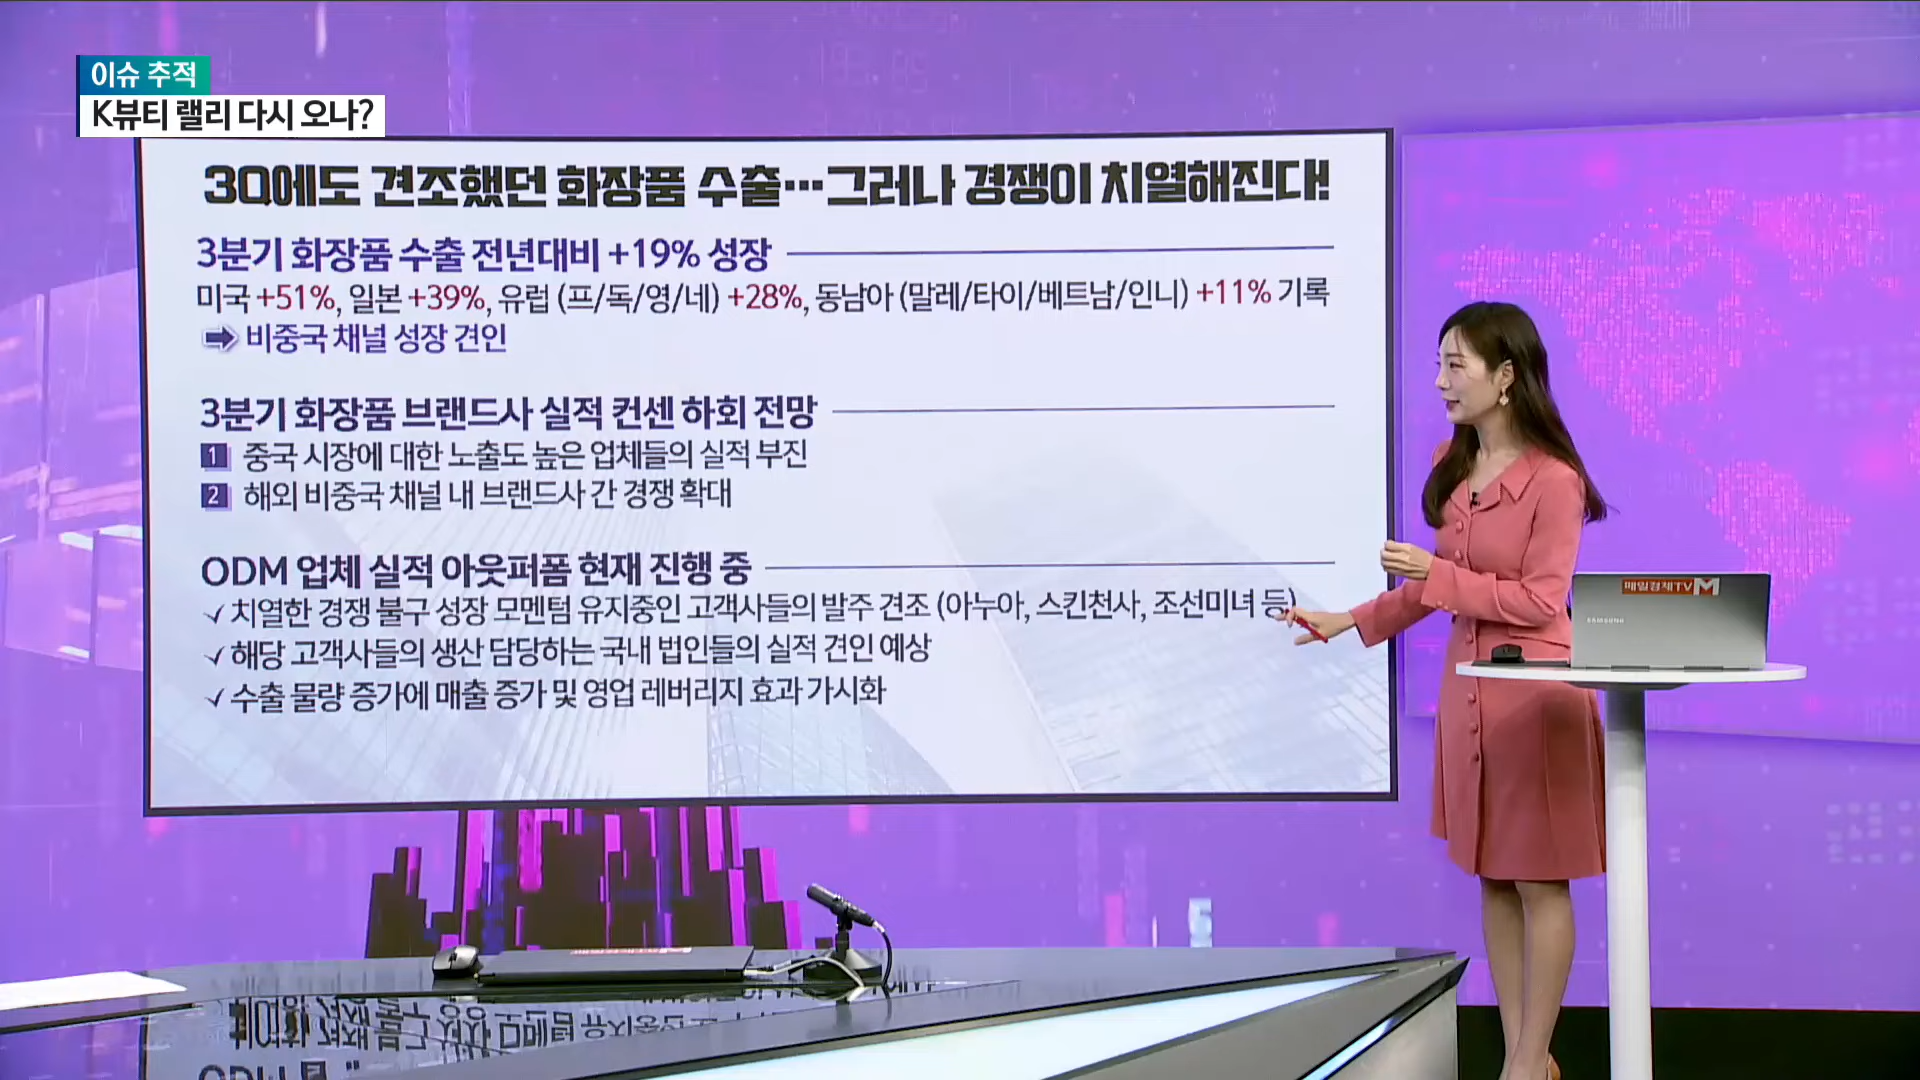 이슈 추적
K뷰티 랠리 다시 오나?
3Q에도 견조했던 화장품 수출…그러나 경쟁이 치열해진다!
3분기 화장품 수출 전년대비 +19% 성장
미국 +51%, 일본 +39%, 유럽 (프/독/영/네) +28%, 동남아 (말레/타이/베트남/인니) +11% 기록
➡ 비중국 채널 성장 견인
3분기 화장품 브랜드사 실적 컨센 하회 전망
1 중국 시장에 대한 노출도 높은 업체들의 실적 부진
2 해외 비중국 채널 내 브랜드사 간 경쟁 확대
ODM 업체 실적 아웃퍼폼 현재 진행 중
✓ 치열한 경쟁 불구 성장 모멘텀 유지중인 고객사들의 발주 견조 (아누아, 스킨천사, 조선미녀 등)
✓ 해당 고객사들의 생산 담당하는 국내 법인들의 실적 견인 예상
✓ 수출 물량 증가에 매출 증가 및 영업 레버리지 효과 가시화
매일경제TV M
SAMSUNG